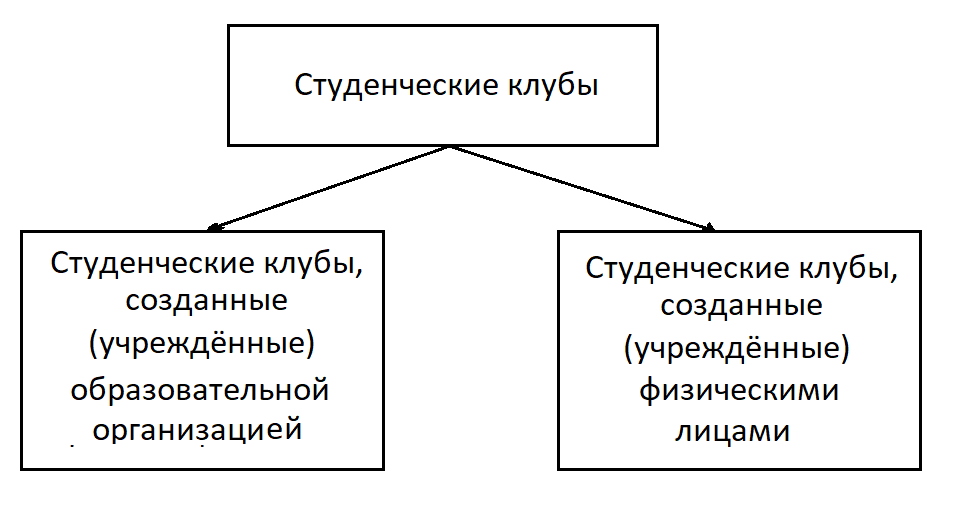 Студенческие клубы
Студенческие клубы,
созданные
(учреждённые)
образовательной
организацией
Студенческие клубы,
созданные
(учреждённые)
физическими
лицами